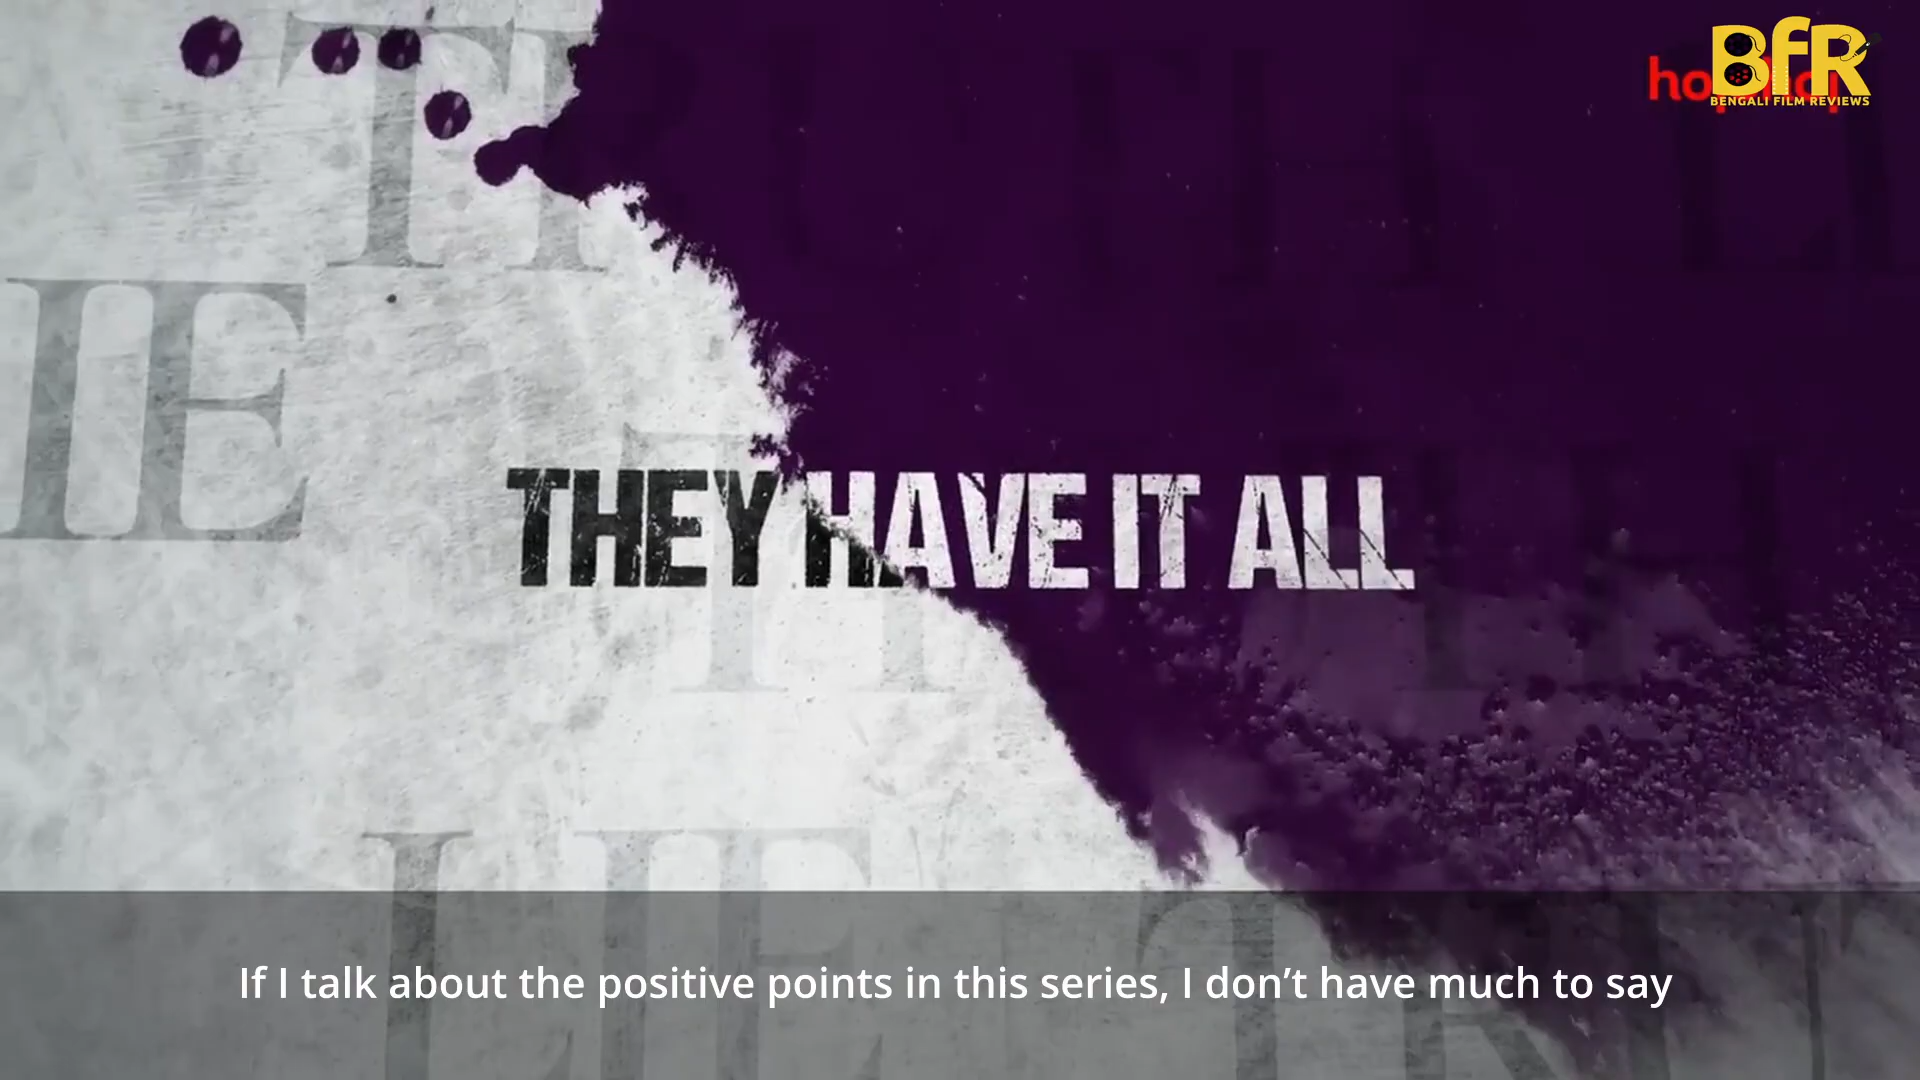 BfR
BENGALI FILM REVIEWS
THEY HAVE IT ALL
If I talk about the positive points in this series, I don’t have much to say